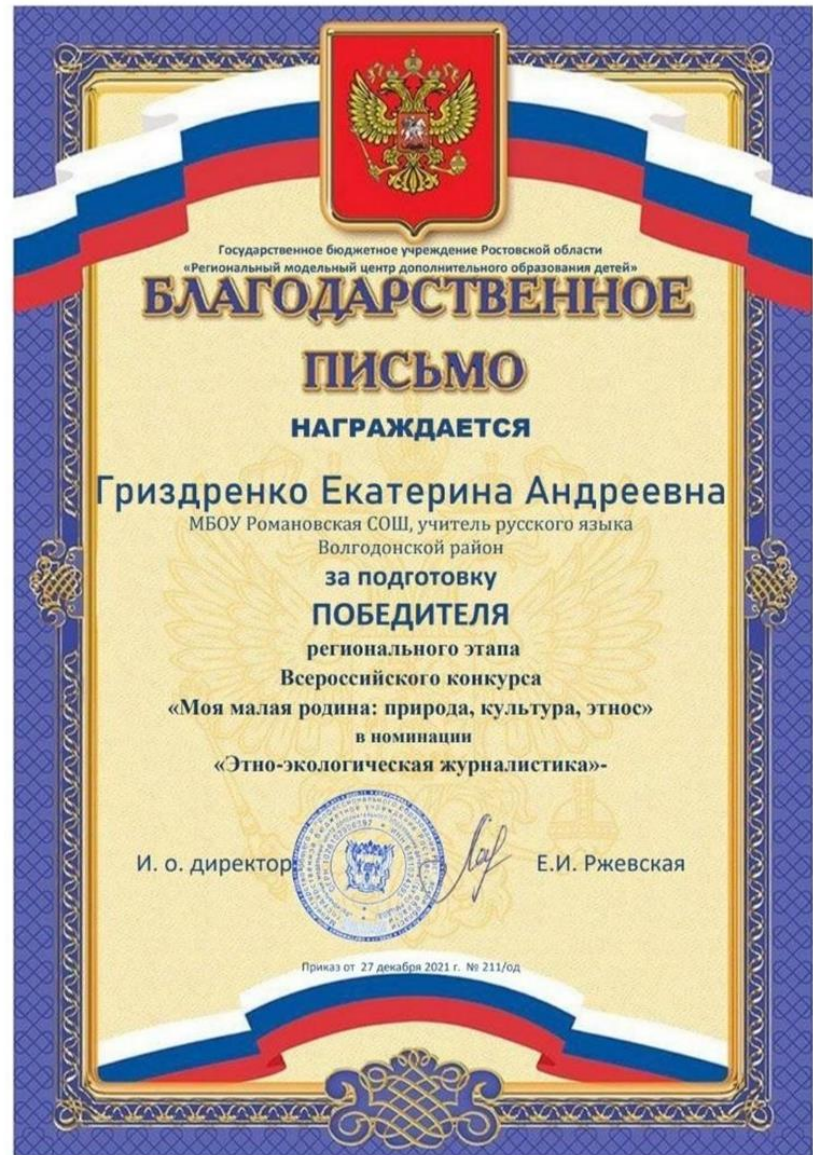 Государственное бюджетное учреждение Ростовской области
«Региональный модельный центр дополнительного образования детей»
БЛАГОДАРСТВЕННОЕ
ПИСЬМО
НАГРАЖДАЕТСЯ
Гриздренко Екатерина Андреевна
МБОУ Романовская СОШ, учитель русского языка
Волгодонской район
за подготовку
ПОБЕДИТЕЛЯ
регионального этапа
Всероссийского конкурса
«Моя малая родина: природа, культура, этнос»
в номинации
«Этно-экологическая журналистика»-
И. о. директор
Е.И. Ржевская
Приказ от 27 декабря 2021 г. № 211/од